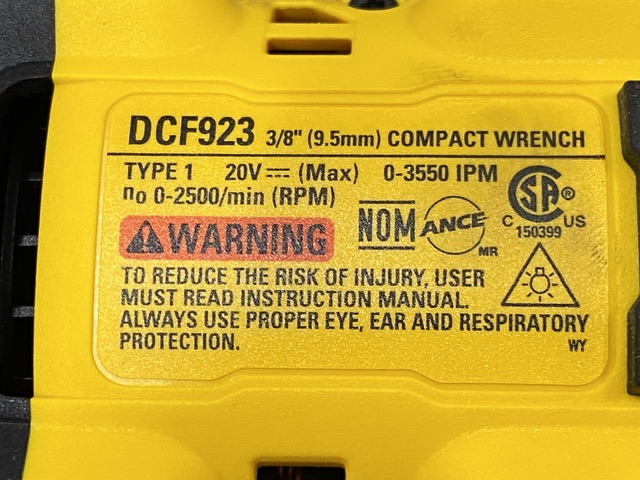 DCF923 3/8" (9.5mm) COMPACT WRENCH
TYPE 1 20V⎓ (Max) 0-3550 IPM
no 0-2500/min (RPM)
⚠WARNING
NOM
ANCE
MR
CSA®
C US
150399
TO REDUCE THE RISK OF INJURY, USER
MUST READ INSTRUCTION MANUAL.
ALWAYS USE PROPER EYE, EAR AND RESPIRATORY
PROTECTION.
WY